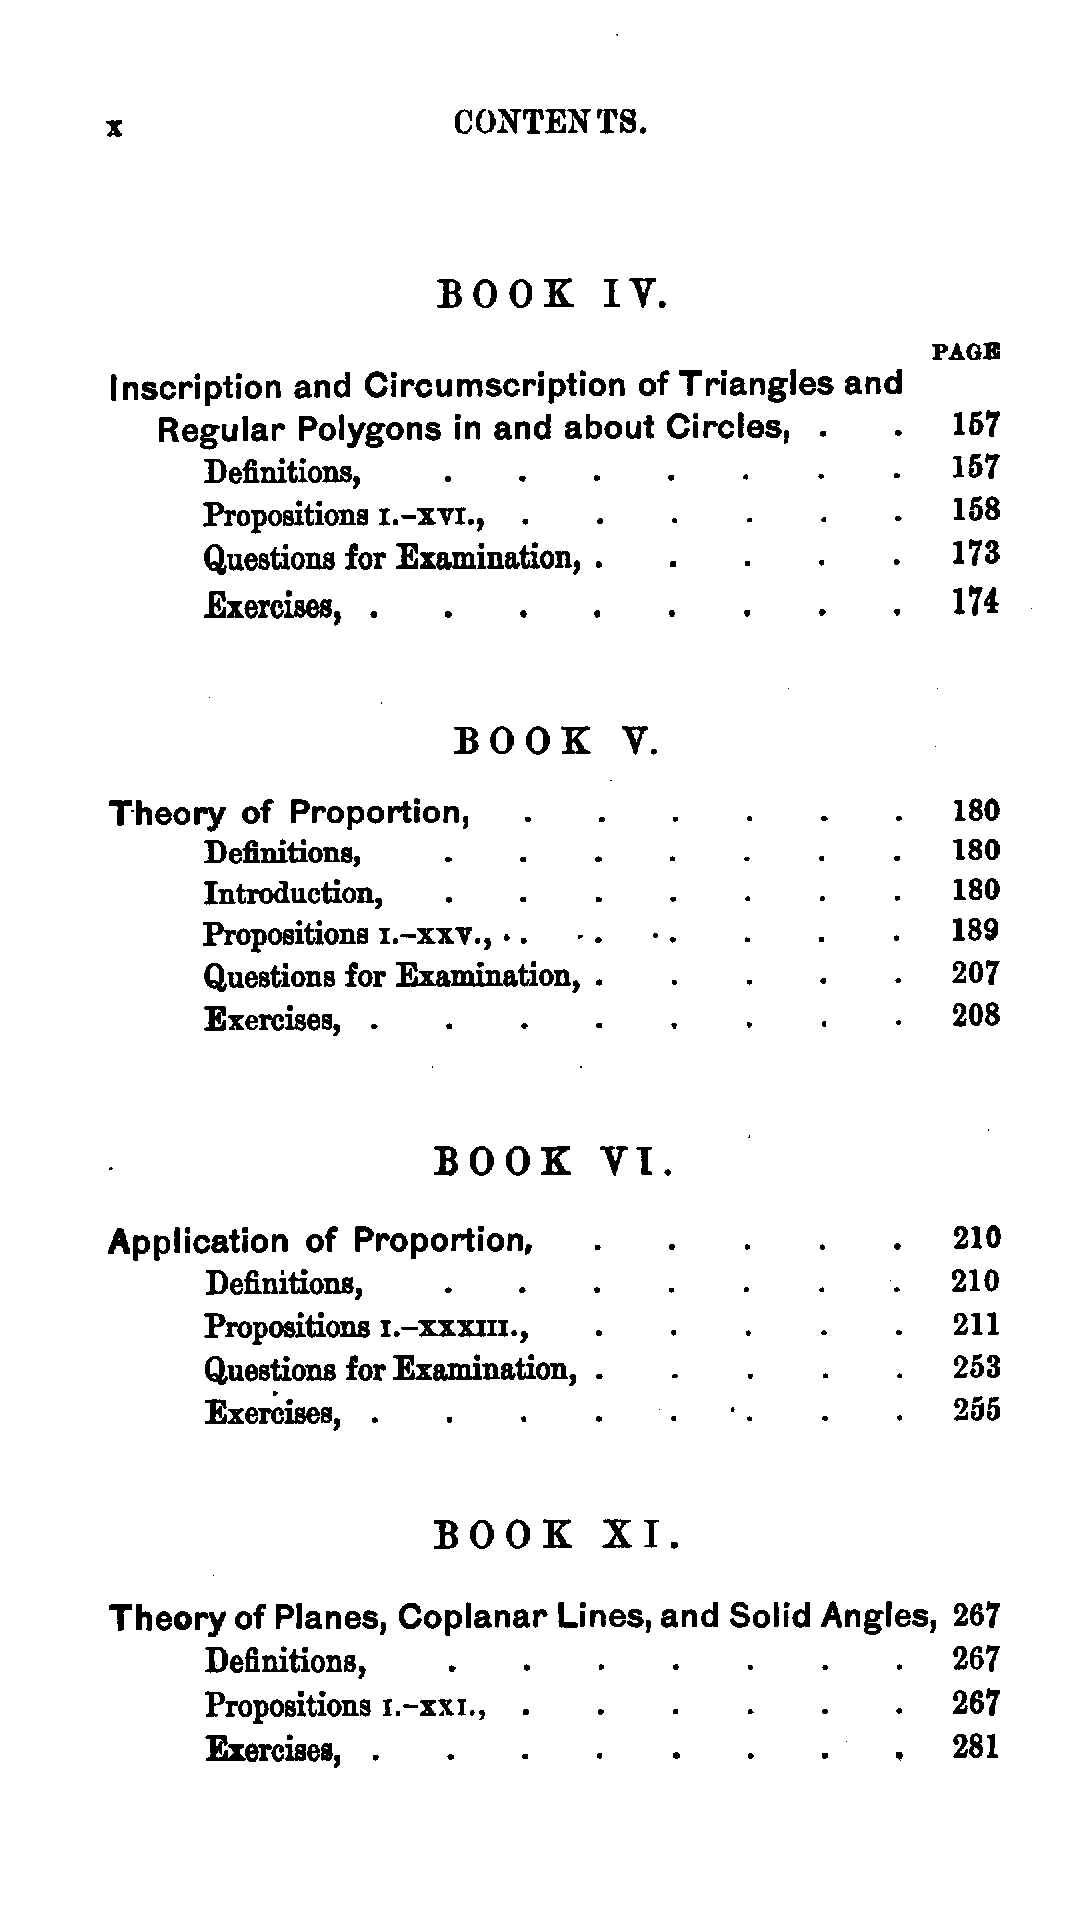 x CONTENTS.
BOOK IV.
PAGE
Inscription and Circumscription of Triangles and
Regular Polygons in and about Circles, . . 157
Definitions, . . . . . . . 157
Propositions I.–XVI., . . . . . . 158
Questions for Examination, . . . . . 173
Exercises, . . . . . . . . 174
BOOK V.
Theory of Proportion, . . . . . . 180
Definitions, . . . . . . . 180
Introduction, . . . . . . . 180
Propositions I.–XXV., . . . . . . 189
Questions for Examination, . . . . . 207
Exercises, . . . . . . . . 208
BOOK VI.
Application of Proportion, . . . . . 210
Definitions, . . . . . . . 210
Propositions I.–XXXIII., . . . . . 211
Questions for Examination, . . . . . 253
Exercises, . . . . . . . . 255
BOOK XI.
Theory of Planes, Coplanar Lines, and Solid Angles, 267
Definitions, . . . . . . . 267
Propositions I.–XXI., . . . . . . 267
Exercises, . . . . . . . . 281